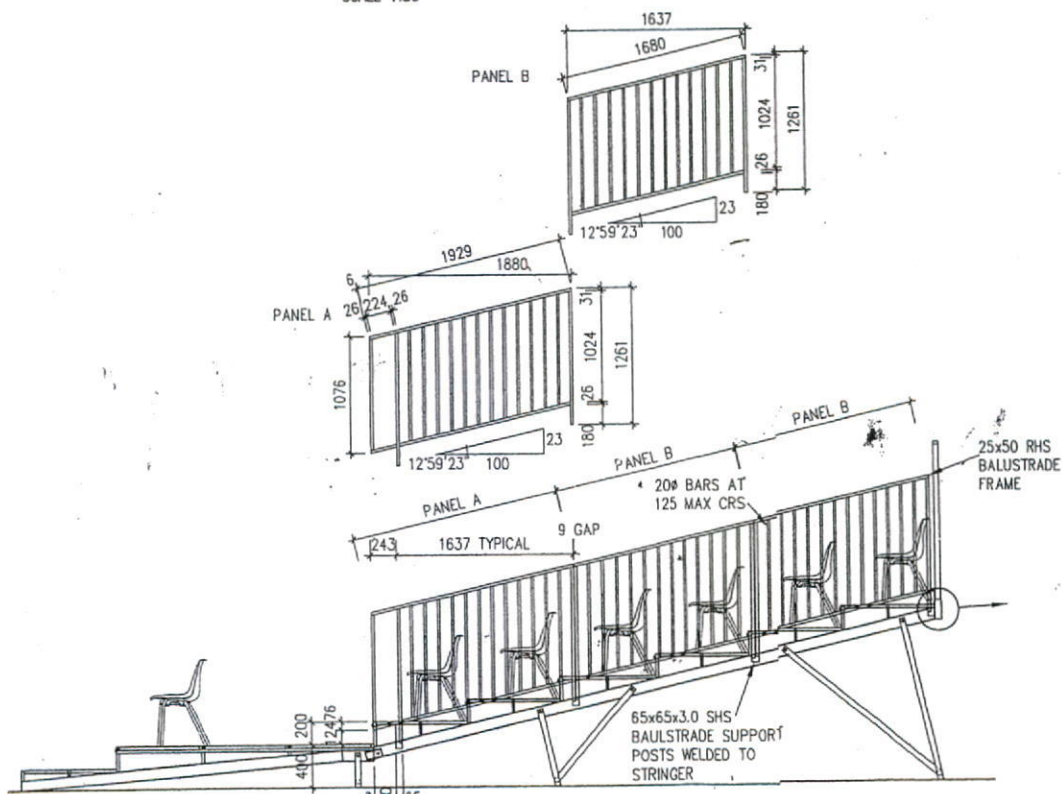 1637
1680
PANEL B
31
1024
1261
26
180
23
12°59'23"
100
1929
1880
6
26 224 26
PANEL A
31
1024
1261
1076
26
180
23
12°59'23"
100
PANEL B
PANEL B
PANEL A
20ø BARS AT
125 MAX CRS
25x50 RHS
BALUSTRADE
FRAME
9 GAP
243
1637 TYPICAL
200
12476
400
65x65x3.0 SHS
BAULSTRADE SUPPORT
POSTS WELDED TO
STRINGER